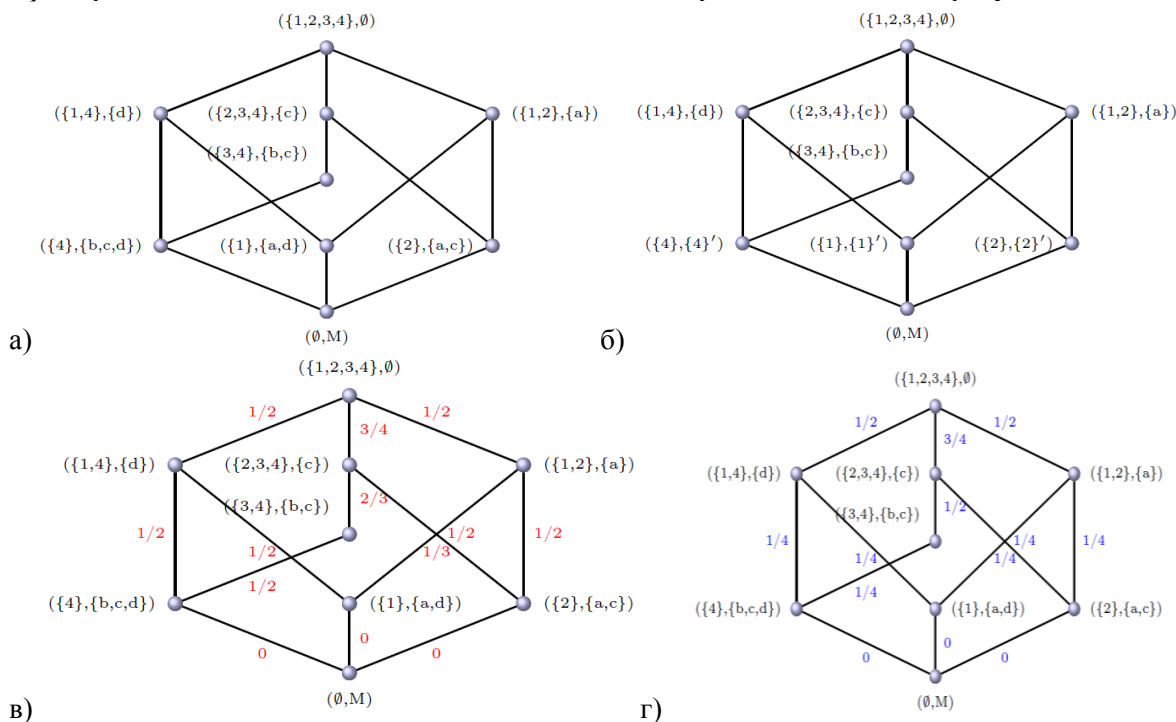 ({1,2,3,4},∅)
({1,4},{d})
({2,3,4},{c})
({1,2},{a})
({3,4},{b,c})
({4},{b,c,d})
({1},{a,d})
({2},{a,c})
(∅,M)
а)
({1,2,3,4},∅)
({1,4},{d})
({2,3,4},{c})
({1,2},{a})
({3,4},{b,c})
({4},{4}′)
({1},{1}′)
({2},{2}′)
(∅,M)
б)
({1,2,3,4},∅)
1/2
1/2
3/4
({1,4},{d})
({2,3,4},{c})
({1,2},{a})
2/3
({3,4},{b,c})
1/2
1/2
1/2
1/2
1/3
1/2
({4},{b,c,d})
({1},{a,d})
({2},{a,c})
0
0
0
(∅,M)
в)
({1,2,3,4},∅)
1/2
1/2
3/4
({1,4},{d})
({2,3,4},{c})
({1,2},{a})
1/2
({3,4},{b,c})
1/4
1/4
1/4
1/4
1/4
1/4
({4},{b,c,d})
({1},{a,d})
({2},{a,c})
0
0
0
(∅,M)
г)